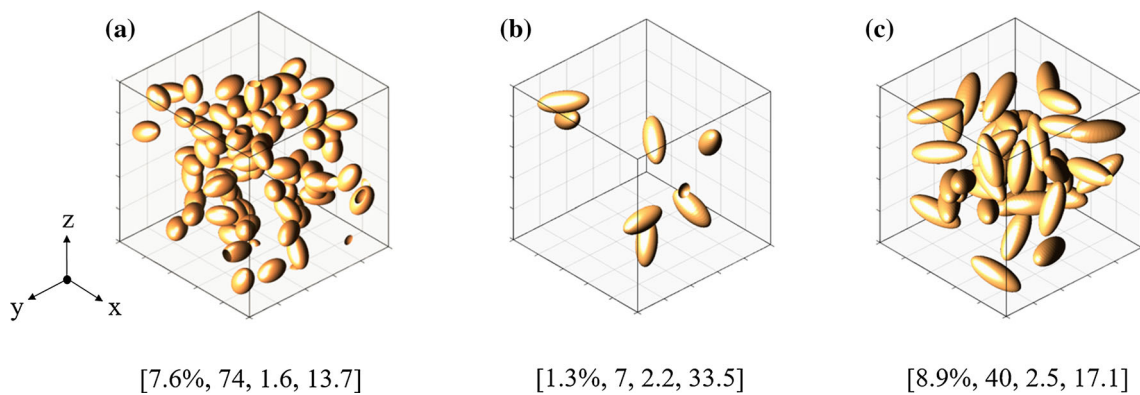 (a)
(b)
(c)
z
y
x
[7.6%, 74, 1.6, 13.7]
[1.3%, 7, 2.2, 33.5]
[8.9%, 40, 2.5, 17.1]